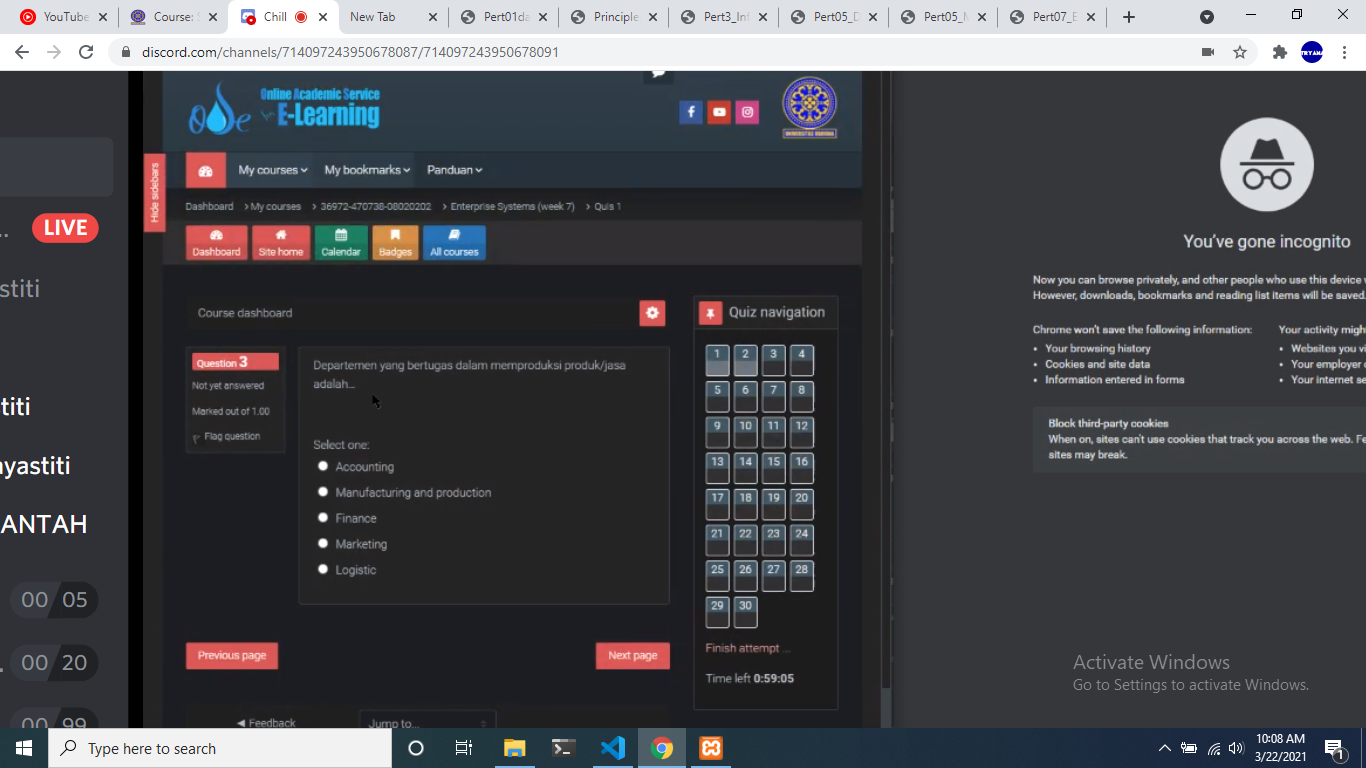 YouTube
Course: S
Chill
New Tab
Pert01da
Principle
Pert3_Inf
Pert05_D
Pert05_M
Pert07_E
discord.com/channels/714097243950678087/714097243950678091
TRYANA
Online Academic Service
E-Learning
UNIVERSITAS UDAYANA
Hide sidebars
My courses
My bookmarks
Panduan
Dashboard
My courses
36972-470738-08020202
Enterprise Systems (week 7)
Quis 1
Dashboard
Site home
Calendar
Badges
All courses
... LIVE
stiti
stiti
yastiti
ANTAH
00 05
00 20
00 99
Course dashboard
Question 3
Not yet answered
Marked out of 1.00
Flag question
Departemen yang bertugas dalam memproduksi produk/jasa
adalah...
Select one:
Accounting
Manufacturing and production
Finance
Marketing
Logistic
Previous page
Next page
◄ Feedback
Jump to...
Quiz navigation
1 2 3 4
5 6 7 8
9 10 11 12
13 14 15 16
17 18 19 20
21 22 23 24
25 26 27 28
29 30
Finish attempt ...
Time left 0:59:05
You've gone incognito
Now you can browse privately, and other people who use this device
However, downloads, bookmarks and reading list items will be saved.
Chrome won't save the following information:
Your browsing history
Cookies and site data
Information entered in forms
Your activity might
Websites you vi
Your employer o
Your internet se
Block third-party cookies
When on, sites can't use cookies that track you across the web. Fe
sites may break.
Activate Windows
Go to Settings to activate Windows.
Type here to search
10:08 AM
3/22/2021
1